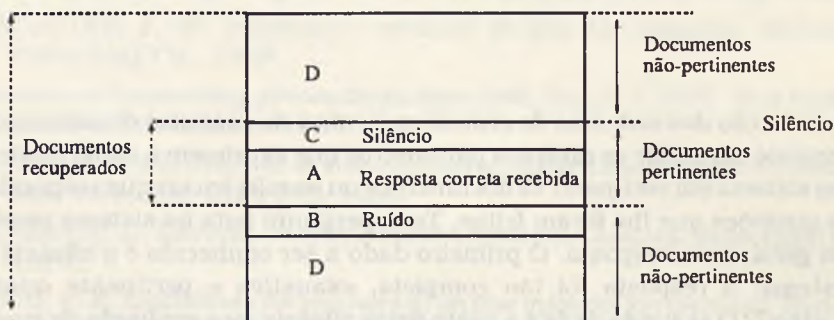 D
Documentos
não-pertinentes
C Silêncio
Silêncio
Documentos
recuperados
A Resposta correta recebida
Documentos
pertinentes
B Ruído
D
Documentos
não-pertinentes